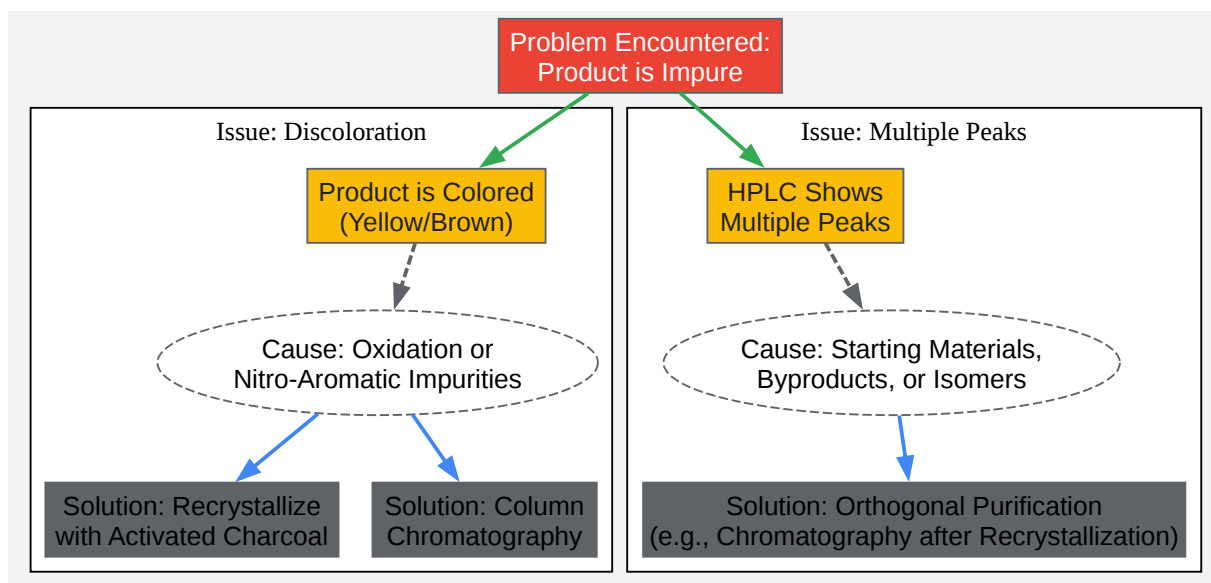 Problem Encountered:
Product is Impure
Issue: Discoloration
Product is Colored
(Yellow/Brown)
Cause: Oxidation or
Nitro-Aromatic Impurities
Solution: Recrystallize
with Activated Charcoal
Solution: Column
Chromatography
Issue: Multiple Peaks
HPLC Shows
Multiple Peaks
Cause: Starting Materials,
Byproducts, or Isomers
Solution: Orthogonal Purification
(e.g., Chromatography after Recrystallization)